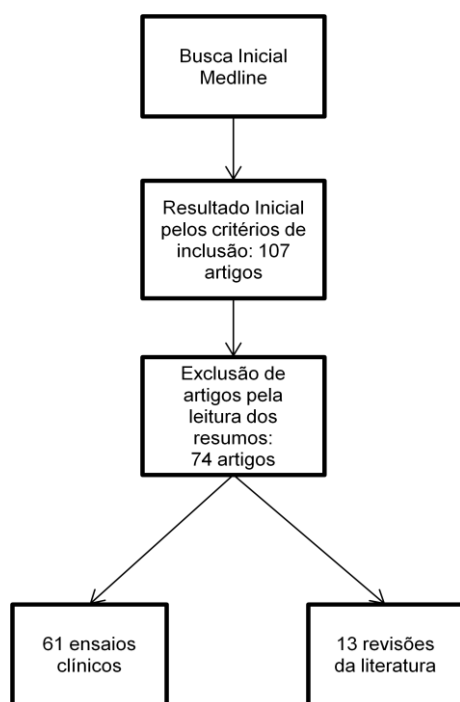 Busca Inicial
Medline
Resultado Inicial
pelos critérios de
inclusão: 107
artigos
Exclusão de
artigos pela
leitura dos
resumos:
74 artigos
61 ensaios
clínicos
13 revisões
da literatura